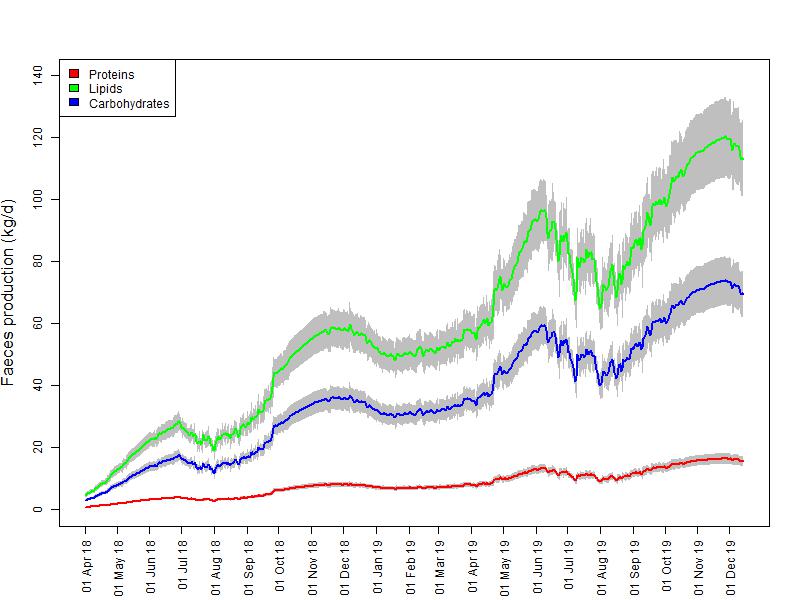 Proteins
Lipids
Carbohydrates
Faeces production (kg/d)
140
120
100
80
60
40
20
0
01 Apr 18
01 May 18
01 Jun 18
01 Jul 18
01 Aug 18
01 Sep 18
01 Oct 18
01 Nov 18
01 Dec 18
01 Jan 19
01 Feb 19
01 Mar 19
01 Apr 19
01 May 19
01 Jun 19
01 Jul 19
01 Aug 19
01 Sep 19
01 Oct 19
01 Nov 19
01 Dec 19